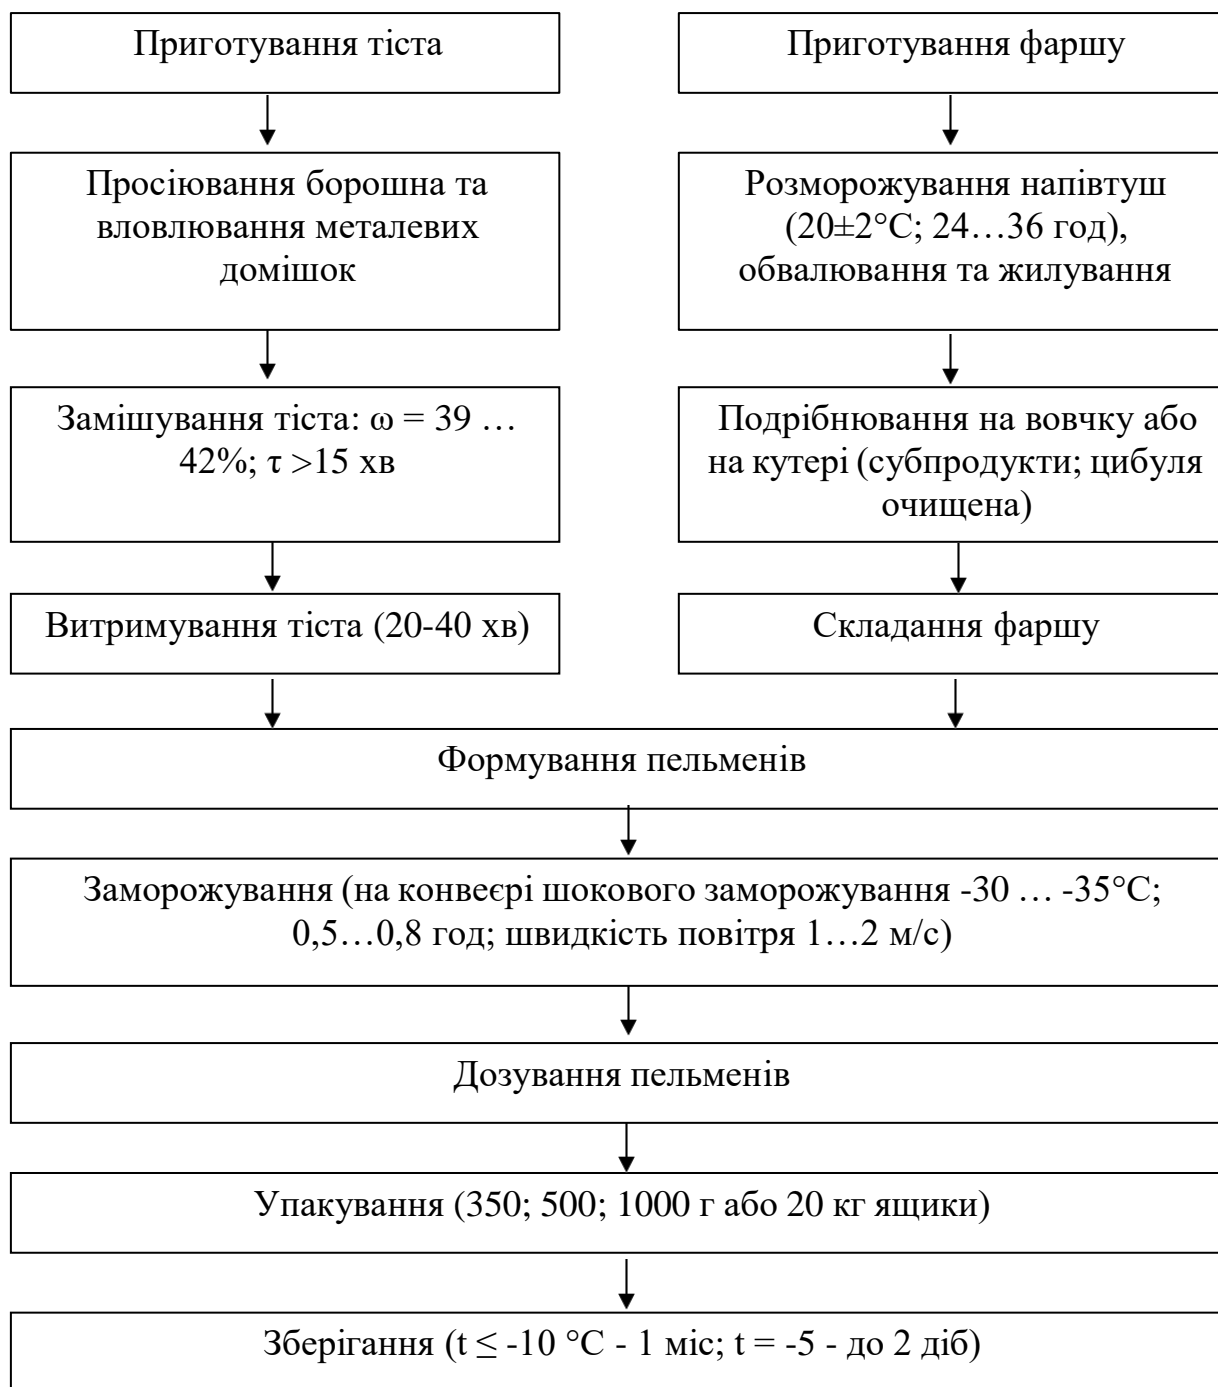 Приготування тіста
Приготування фаршу
Просіювання борошна та
вловлювання металевих
домішок
Розморожування напівтуш
(20±2°C; 24…36 год),
обвалювання та жилування
Замішування тіста: ω = 39 …
42%; τ >15 хв
Подрібнювання на вовчку або
на кутері (субпродукти; цибуля
очищена)
Витримування тіста (20-40 хв)
Складання фаршу
Формування пельменів
Заморожування (на конвеєрі шокового заморожування -30 … -35°C;
0,5…0,8 год; швидкість повітря 1…2 м/с)
Дозування пельменів
Упакування (350; 500; 1000 г або 20 кг ящики)
Зберігання (t ≤ -10 °C - 1 міс; t = -5 - до 2 діб)